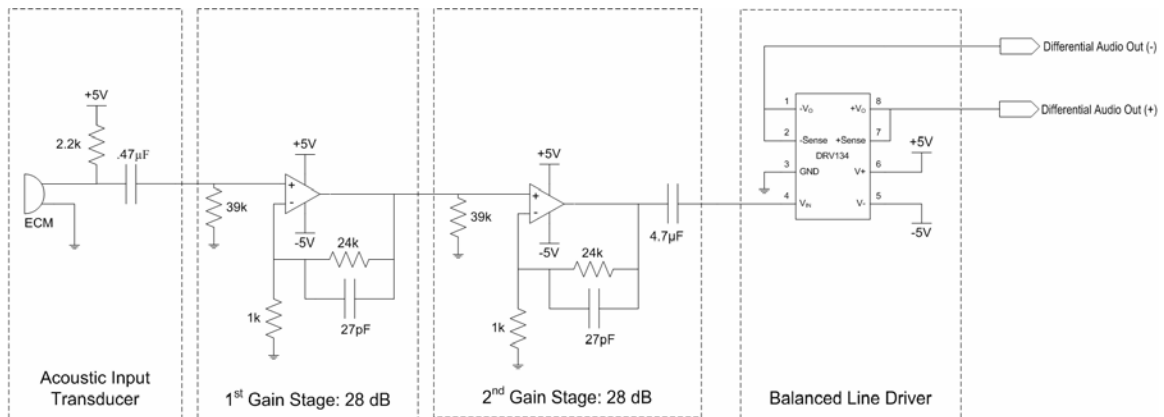 +5V
2.2k
.47µF
ECM
Acoustic Input
Transducer
+5V
39k
+
-
-5V
24k
1k
27pF
1st Gain Stage: 28 dB
+5V
39k
+
-
-5V
4.7µF
24k
1k
27pF
2nd Gain Stage: 28 dB
Differential Audio Out (-)
Differential Audio Out (+)
1 -VO +VO 8
2 -Sense +Sense 7
DRV134
3 GND V+ 6
4 VIN V- 5
+5V
-5V
Balanced Line Driver